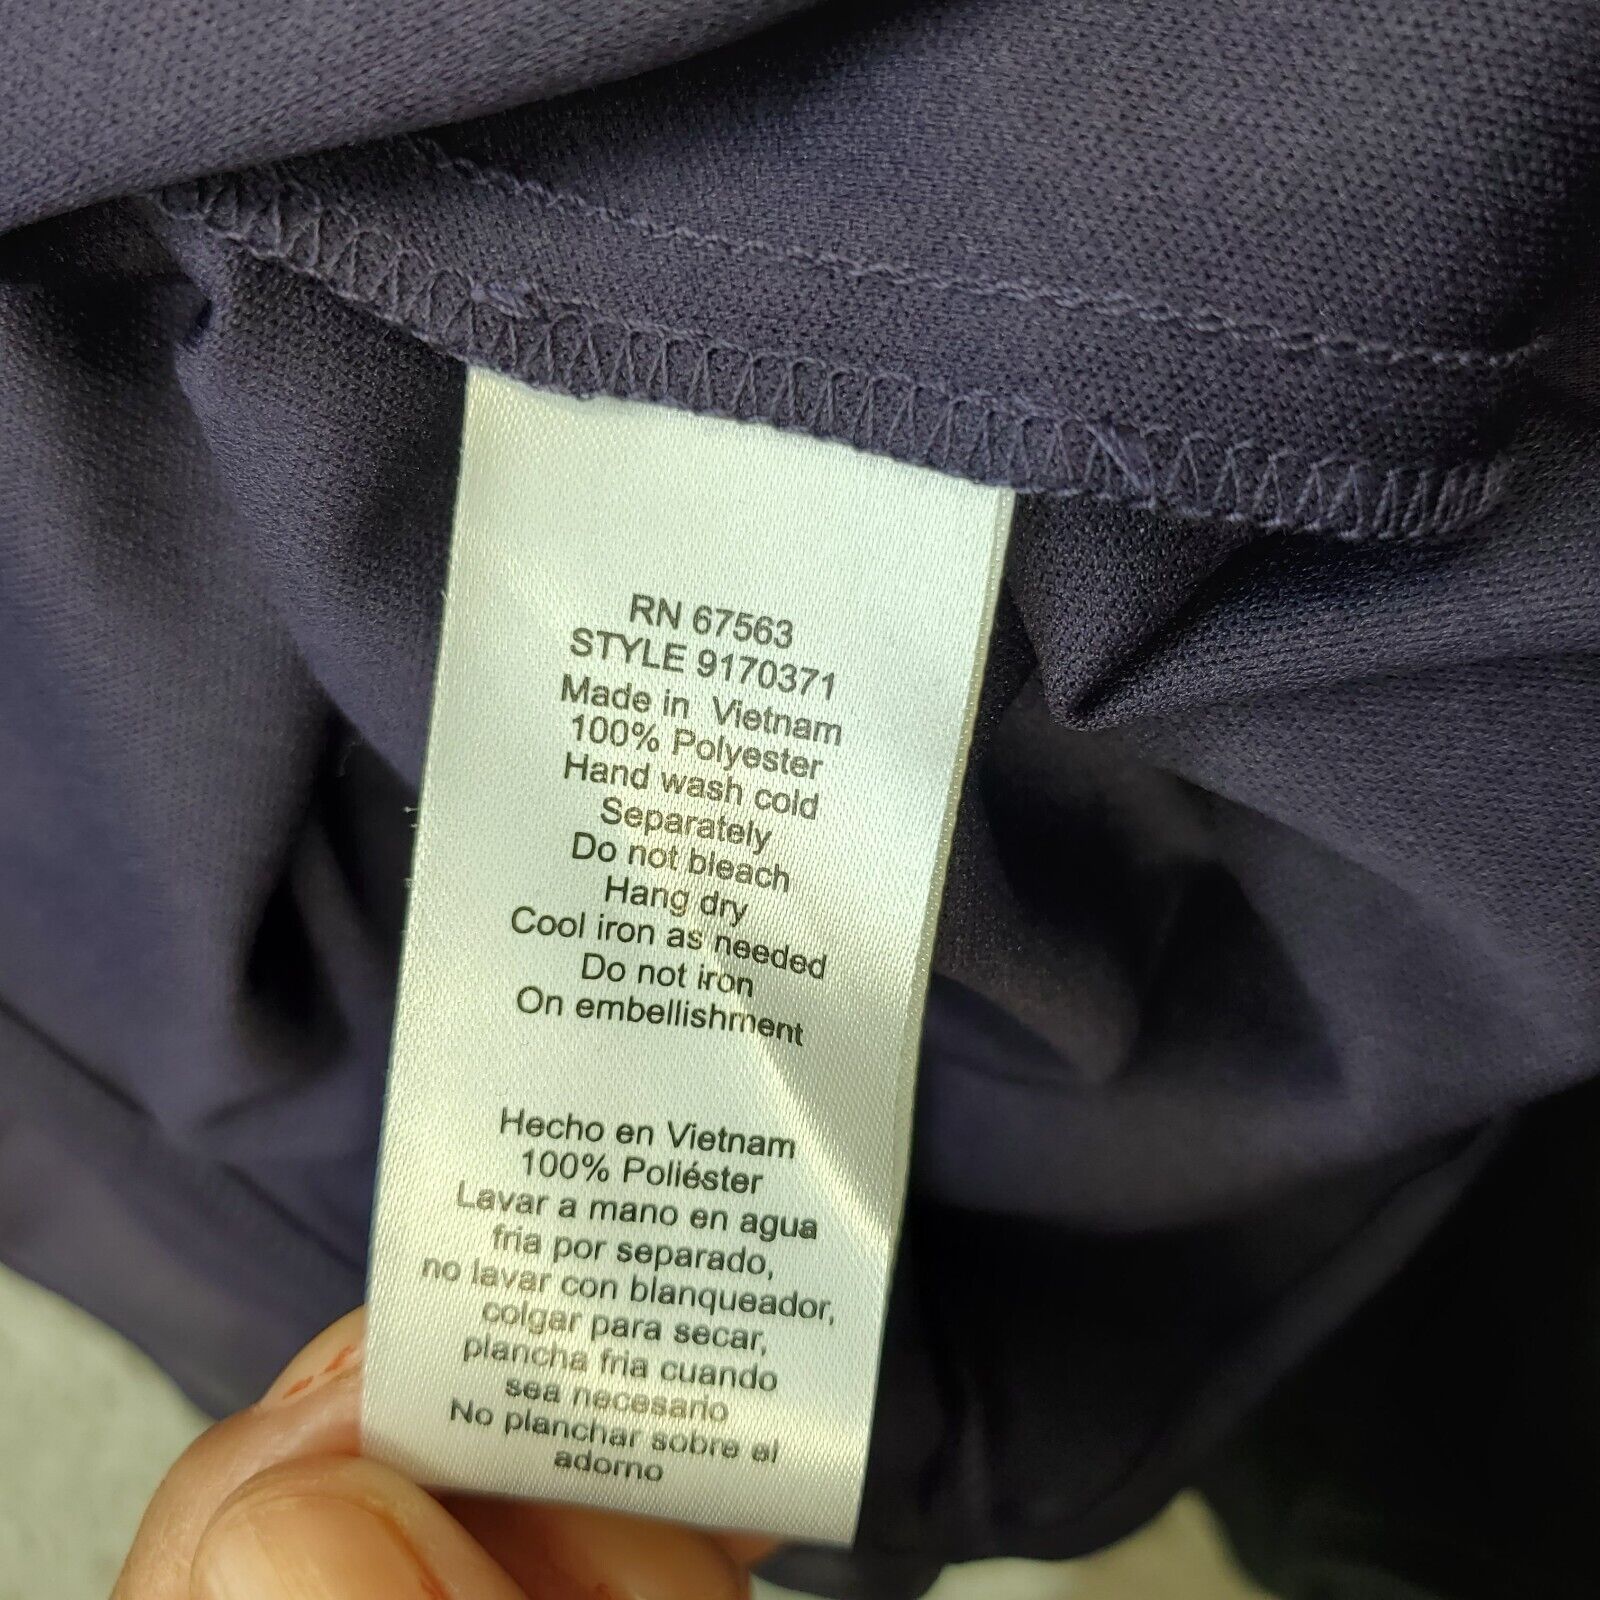 RN 67563
STYLE 9170371
Made in Vietnam
100% Polyester
Hand wash cold
Separately
Do not bleach
Hang dry
Cool iron as needed
Do not iron
On embellishment
Hecho en Vietnam
100% Poliéster
Lavar a mano en agua
fria por separado,
no lavar con blanqueador,
colgar para secar,
plancha fria cuando
sea necesario
No planchar sobre el
adorno